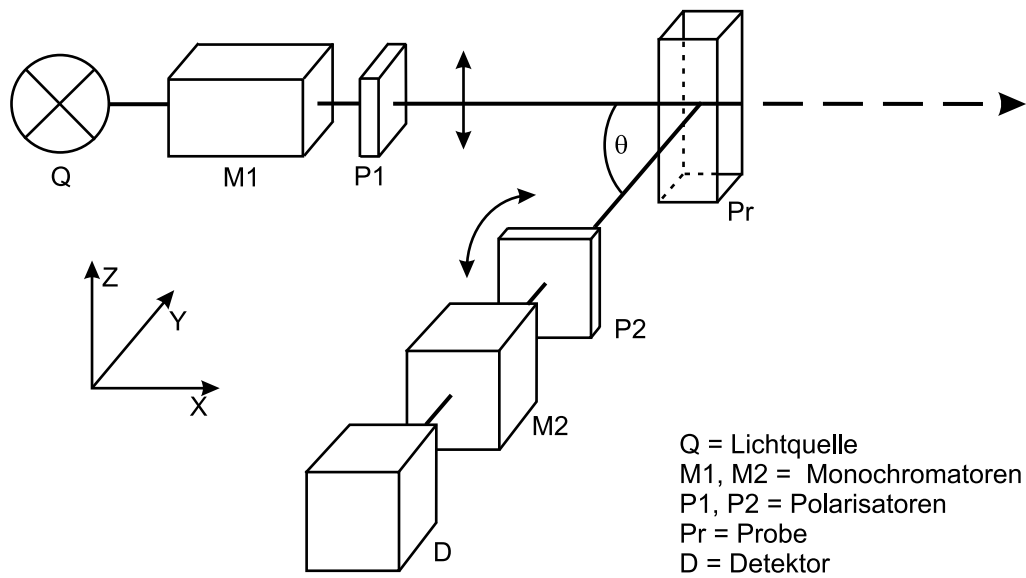 Q
M1
P1
θ
Pr
Z
Y
X
P2
M2
D
Q = Lichtquelle
M1, M2 = Monochromatoren
P1, P2 = Polarisatoren
Pr = Probe
D = Detektor